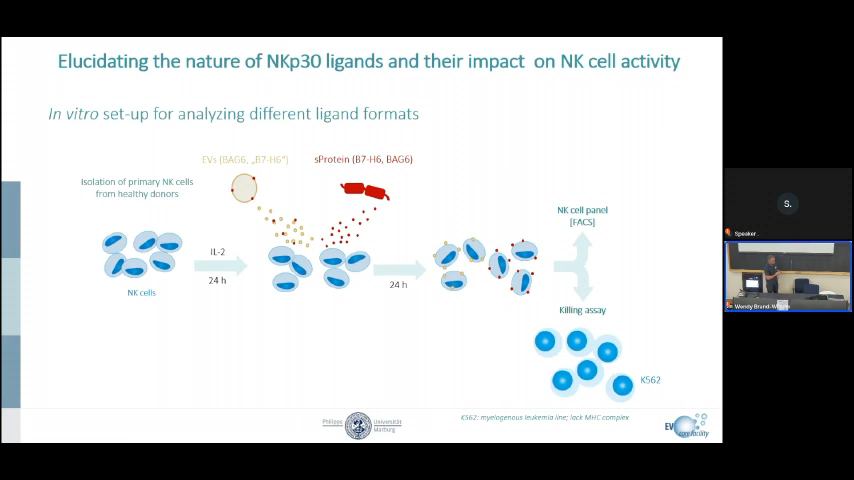 Elucidating the nature of NKp30 ligands and their impact on NK cell activity
In vitro set-up for analyzing different ligand formats
EVs (BAG6, „B7-H6“)
sProtein (B7-H6, BAG6)
Isolation of primary NK cells
from healthy donors
NK cell panel
[FACS]
IL-2
24 h
24 h
NK cells
Killing assay
K562
K562: myelogenous leukemia line; lack MHC complex
Philipps
Universität
Marburg
EV
core facility
S.
Speaker .